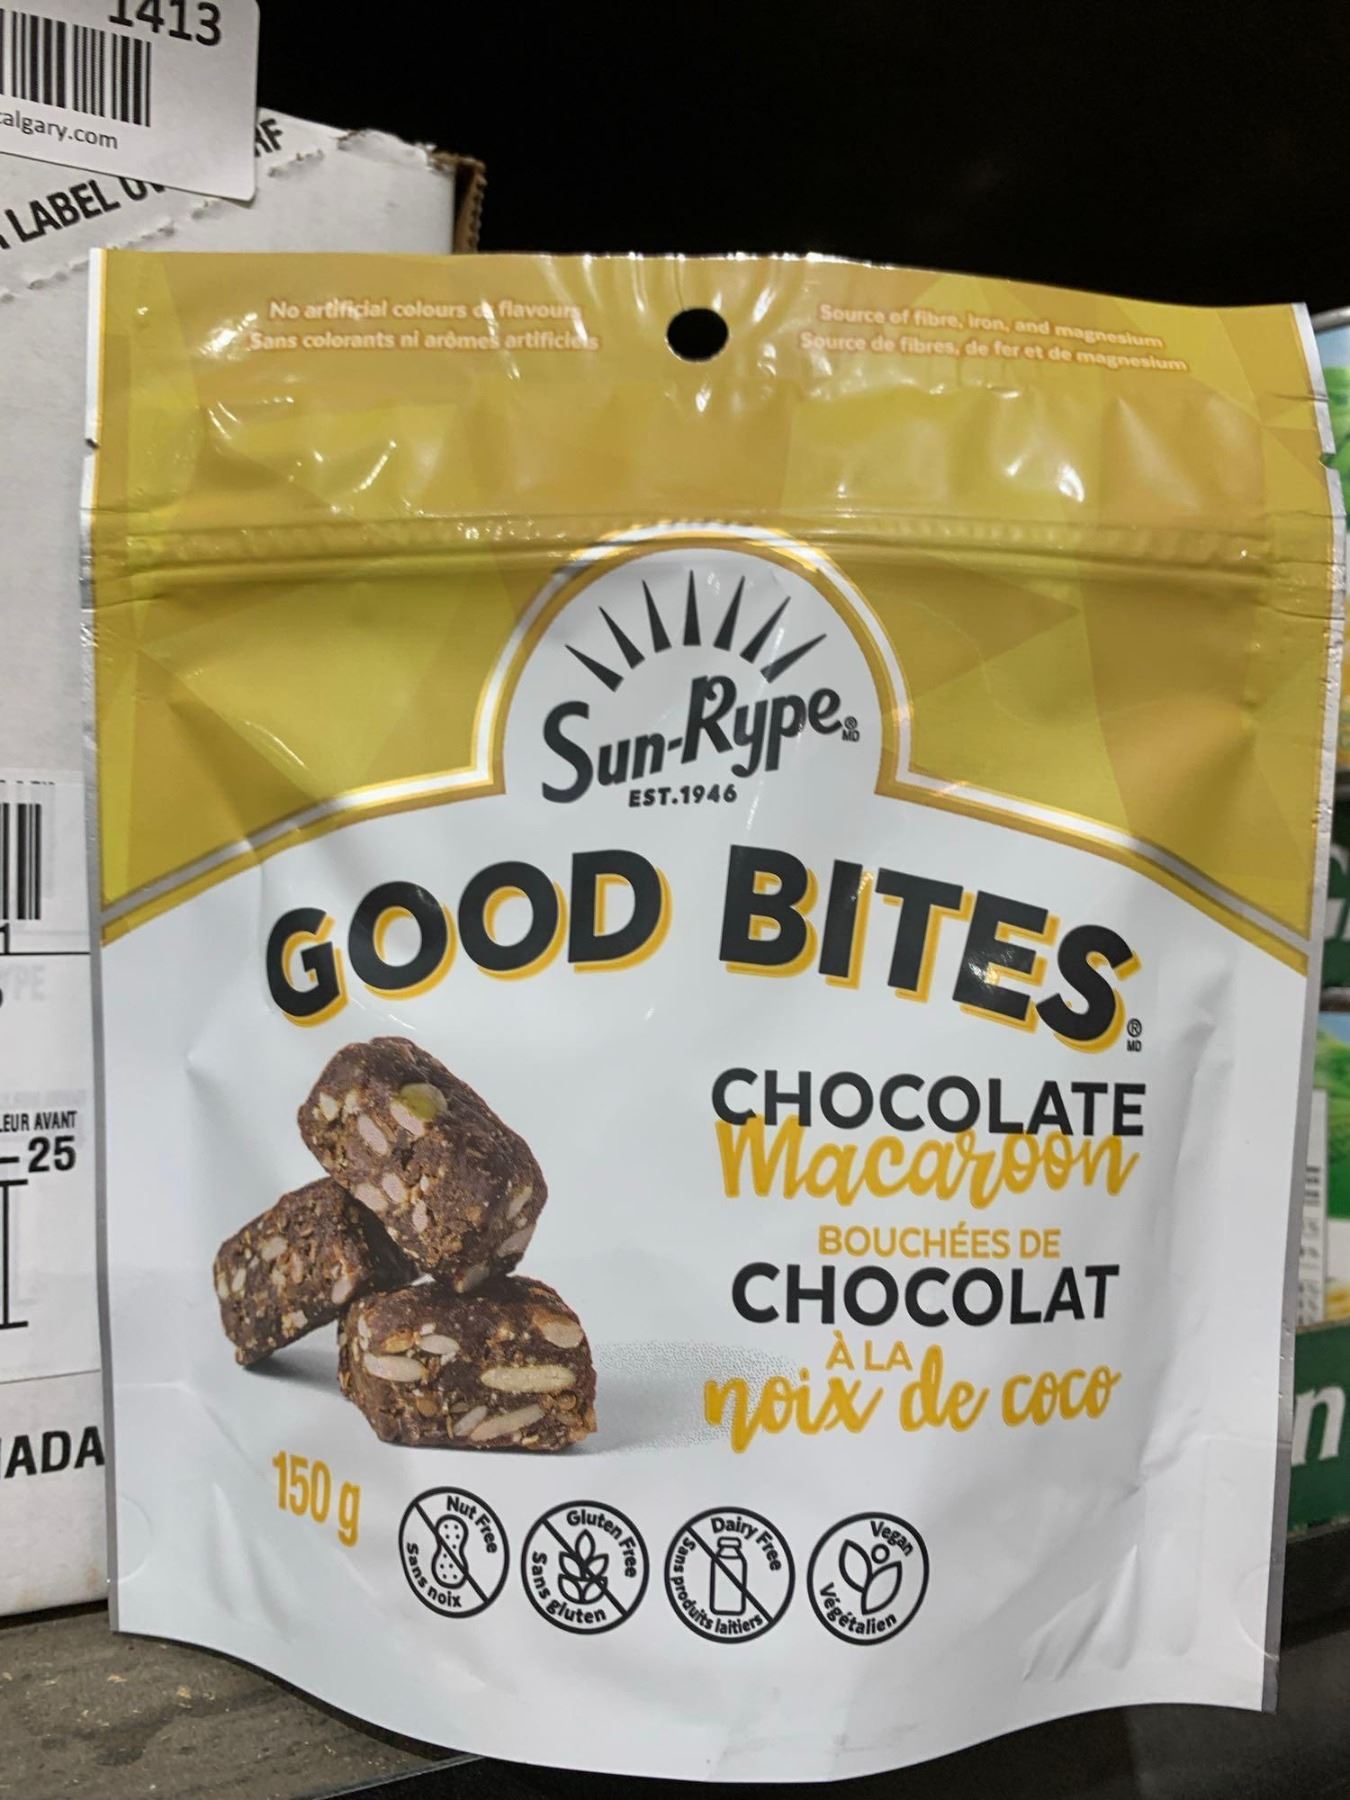 1413
algary.com
LABEL
No artificial colours or flavours
Sans colorants ni arômes artificiels
Source of fibre, iron, and magnesium
Source de fibres, de fer et de magnesium
Sun-Rype
® MD
EST.1946
GOOD BITES
® MD
CHOCOLATE
Macaroon
BOUCHÉES DE
CHOCOLAT
À LA
noix de coco
150 g
Nut Free
Sans noix
Gluten Free
Sans gluten
Dairy Free
Sans produits laitiers
Vegan
Végétalien
LEUR AVANT
-25
ADA